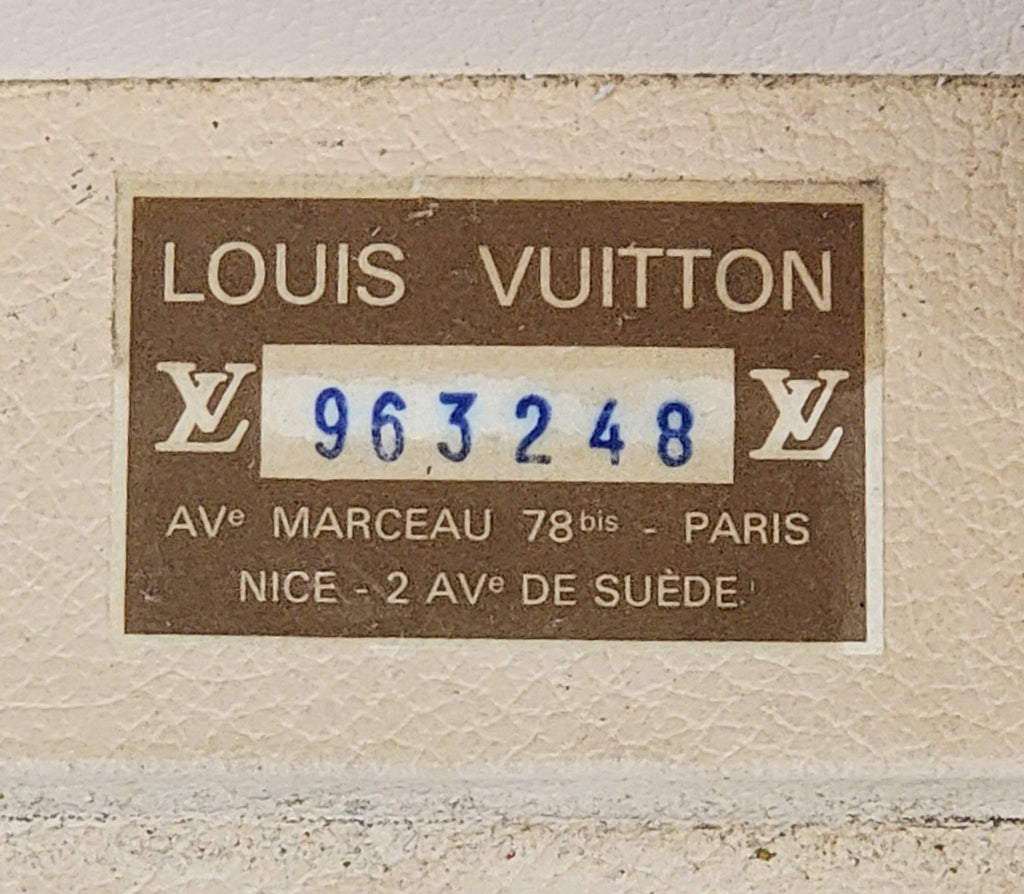 LOUIS VUITTON
LV 963248 LV
AVe MARCEAU 78bis - PARIS
NICE - 2 AVe DE SUÈDE